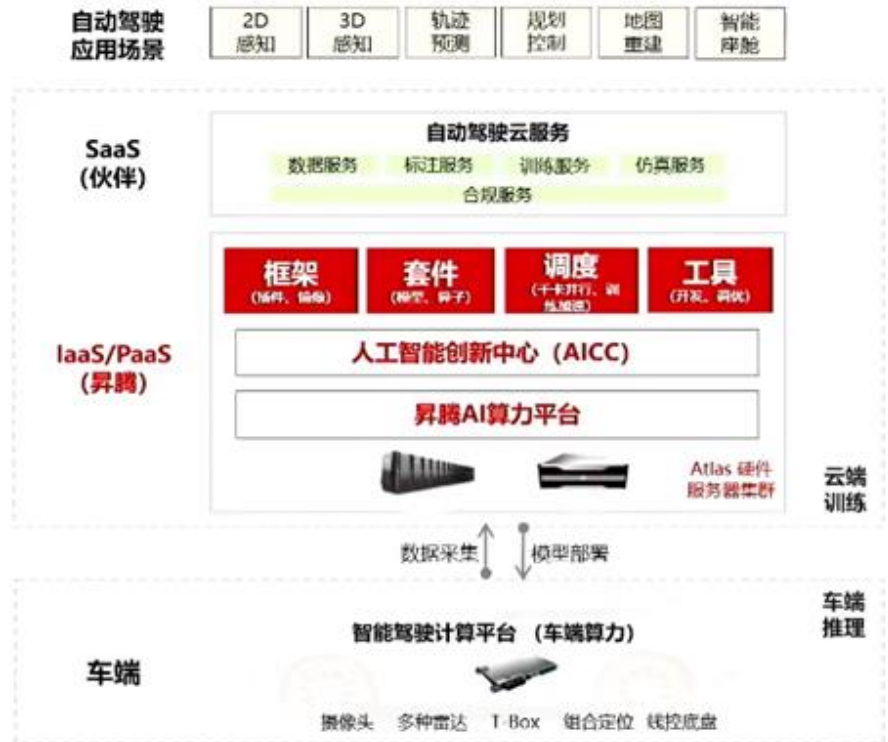 自动驾驶
应用场景
2D
感知
3D
感知
轨迹
预测
规划
控制
地图
重建
智能
座舱
SaaS
(伙伴)
自动驾驶云服务
数据服务 标注服务 训练服务 仿真服务
合规服务
IaaS/PaaS
(昇腾)
框架
(插件、镜像)
套件
(模型、算子)
调度
(千卡并行、训
练加速)
工具
(开发、调优)
人工智能创新中心（AICC）
昇腾AI算力平台
Atlas 硬件
服务器集群
云端
训练
数据采集
模型部署
车端
推理
智能驾驶计算平台 （车端算力）
车端
摄像头 多种雷达 T-Box 组合定位 线控底盘